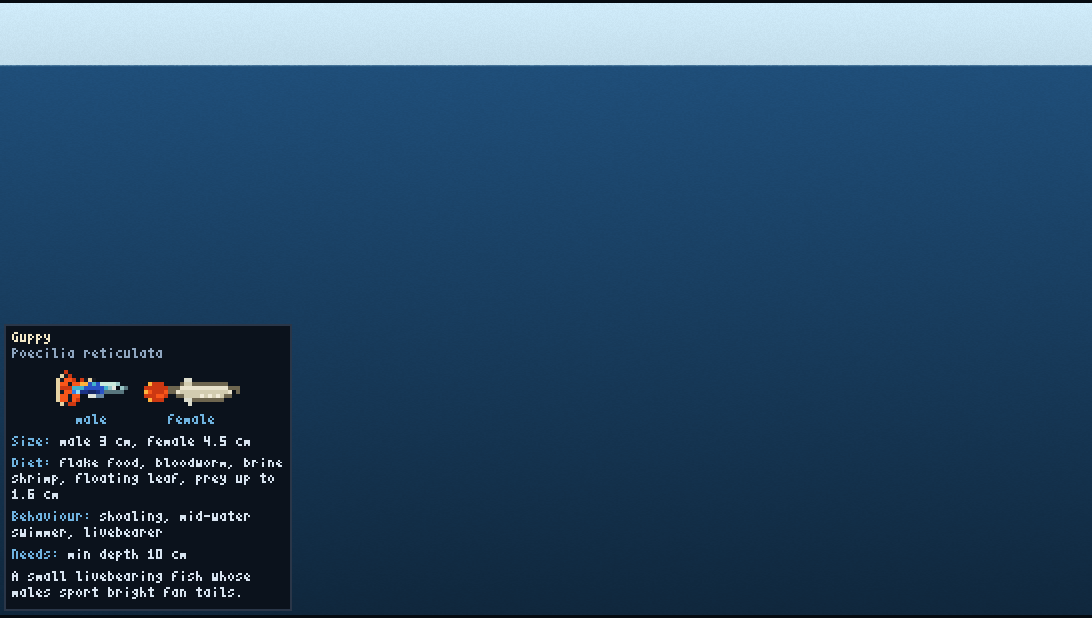 Guppy
Poecilia reticulata
male female
Size: male 3 cm, female 4.5 cm
Diet: flake food, bloodworm, brine
shrimp, floating leaf, prey up to
1.6 cm
Behaviour: shoaling, mid-water
swimmer, livebearer
Needs: min depth 10 cm
A small livebearing fish whose
males sport bright fan tails.